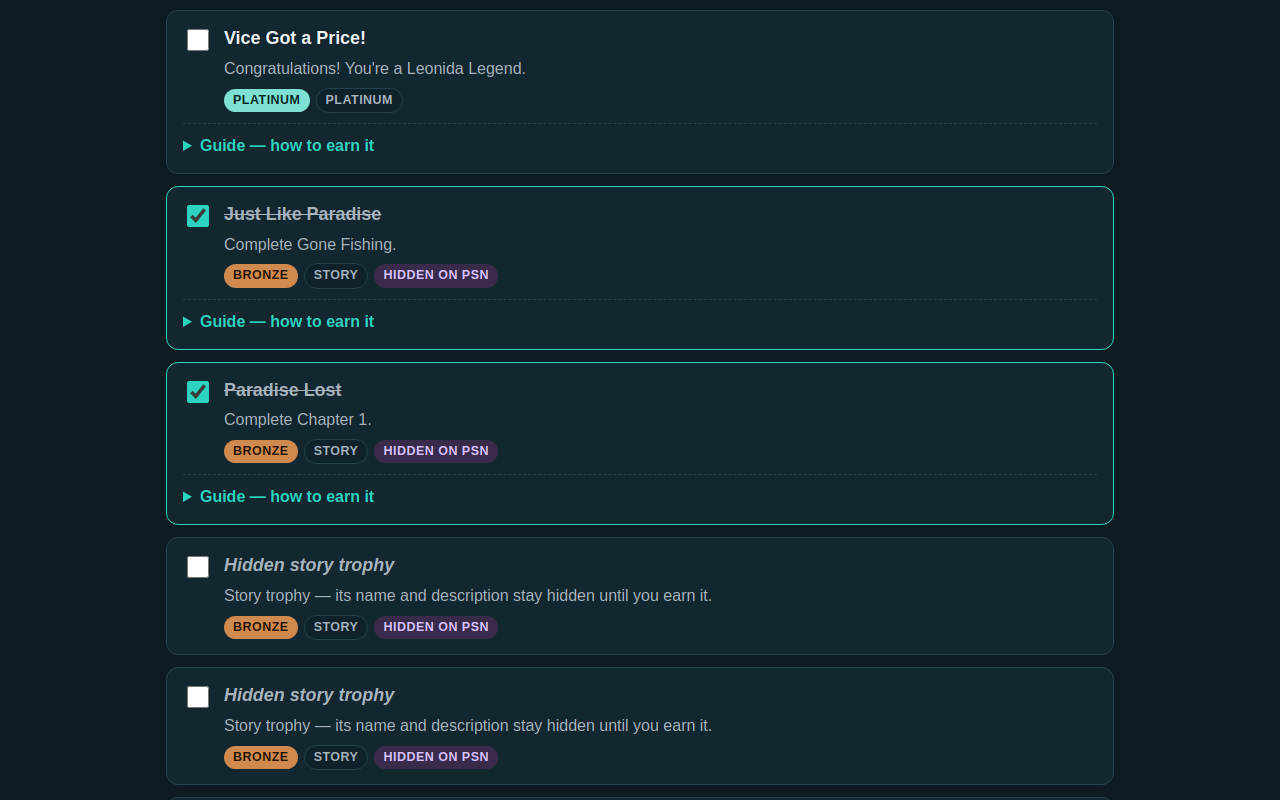 Vice Got a Price!
Congratulations! You're a Leonida Legend.
PLATINUM PLATINUM
Guide — how to earn it
Just Like Paradise
Complete Gone Fishing.
BRONZE STORY HIDDEN ON PSN
Guide — how to earn it
Paradise Lost
Complete Chapter 1.
BRONZE STORY HIDDEN ON PSN
Guide — how to earn it
Hidden story trophy
Story trophy — its name and description stay hidden until you earn it.
BRONZE STORY HIDDEN ON PSN
Hidden story trophy
Story trophy — its name and description stay hidden until you earn it.
BRONZE STORY HIDDEN ON PSN